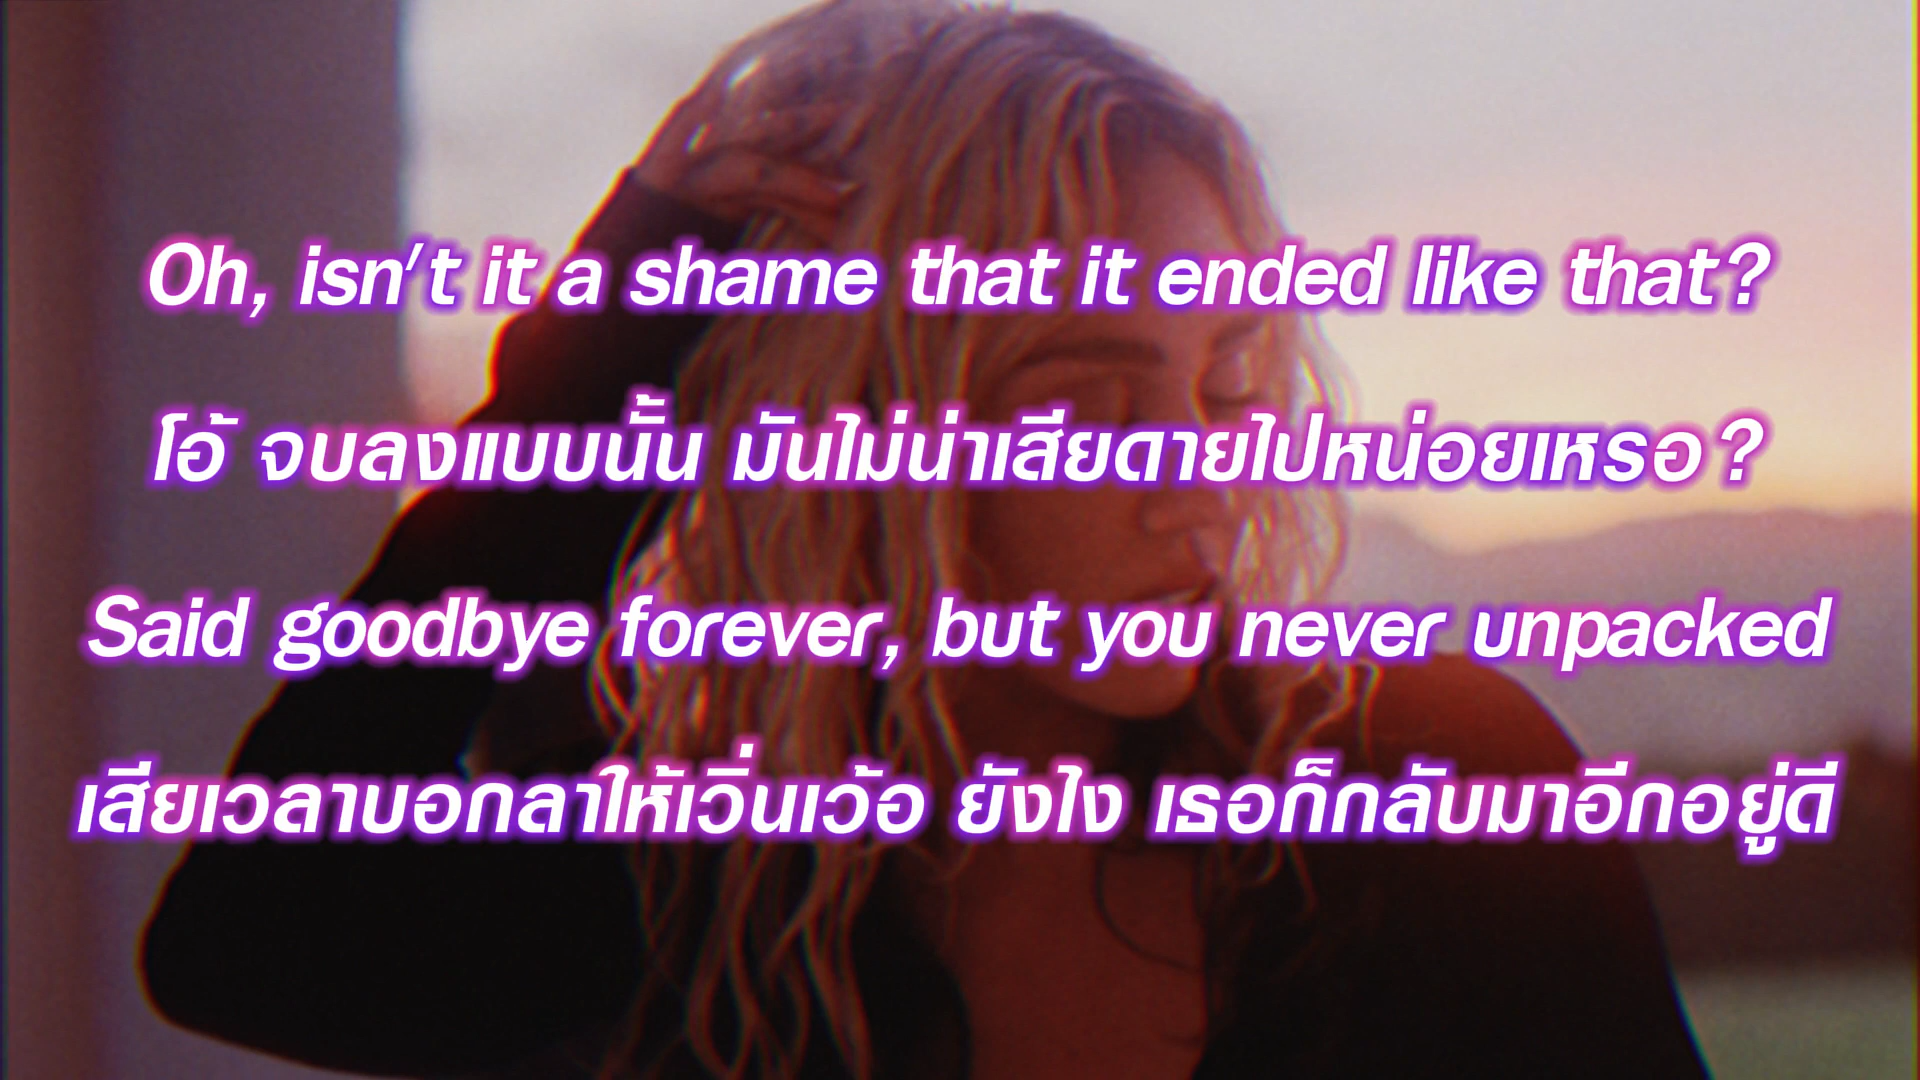 Oh, isn't it a shame that it ended like that?
โอ้ จบลงแบบนั้น มันไม่น่าเสียดายไปหน่อยเหรอ?
Said goodbye forever, but you never unpacked
เสียเวลาบอกลาให้เวิ่นเว้อ ยังไง เธอก็กลับมาอีกอยู่ดี